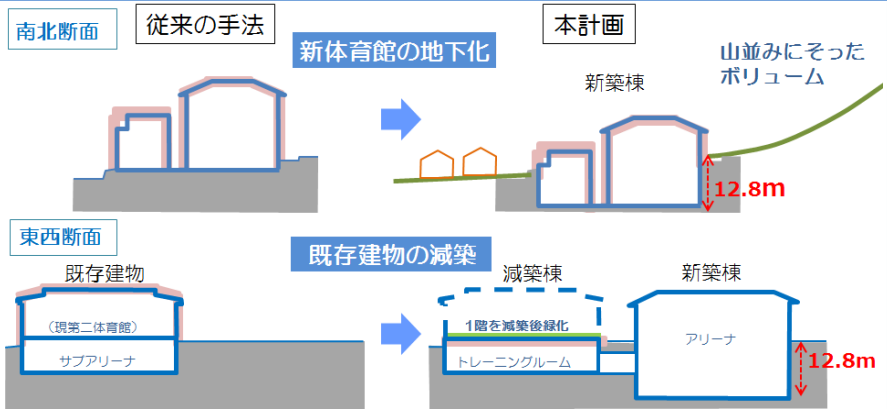 南北断面
従来の手法
本計画
新体育館の地下化
山並みにそった
ボリューム
新築棟
12.8m
東西断面
既存建物の減築
既存建物
減築棟
新築棟
（現第二体育館）
1階を減築後緑化
アリーナ
サブアリーナ
トレーニングルーム
12.8m